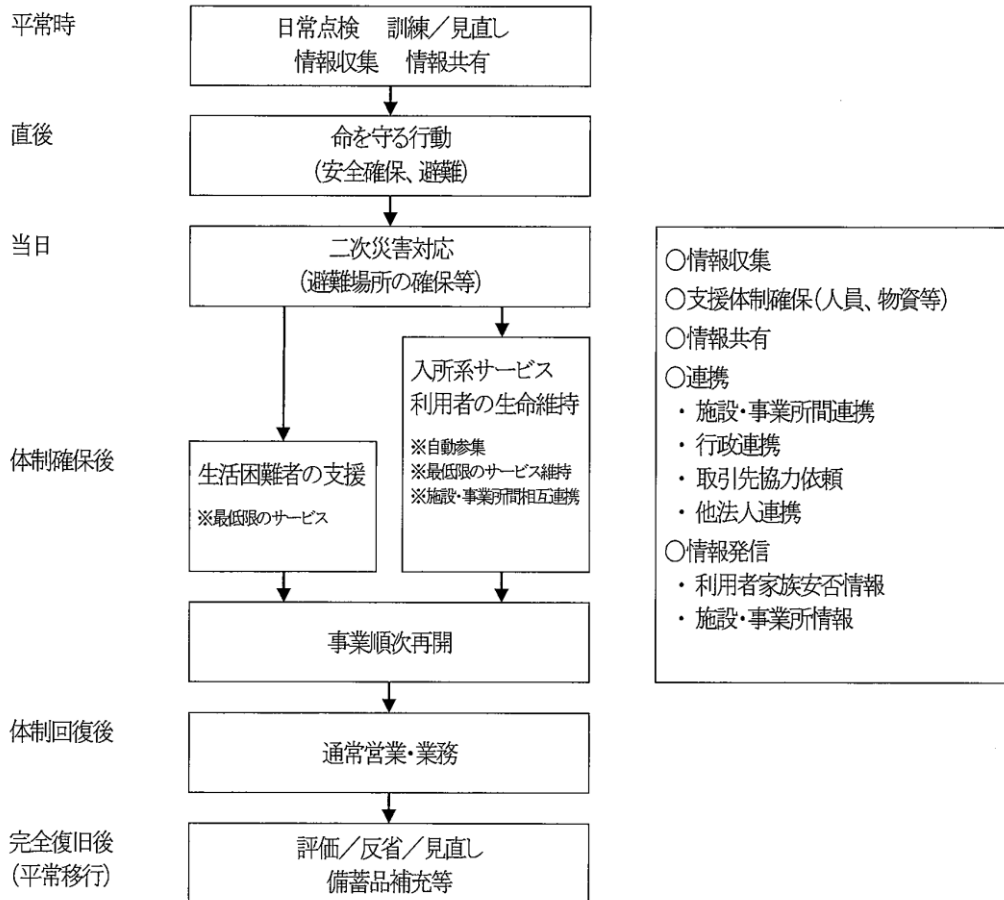 平常時
日常点検　訓練／見直し
情報収集　情報共有
直後
命を守る行動
(安全確保、避難)
当日
二次災害対応
(避難場所の確保等)
体制確保後
生活困難者の支援
※最低限のサービス
入所系サービス
利用者の生命維持
※自動参集
※最低限のサービス維持
※施設・事業所間相互連携
事業順次再開
体制回復後
通常営業・業務
完全復旧後
(平常移行)
評価／反省／見直し
備蓄品補充等
○情報収集
○支援体制確保(人員、物資等)
○情報共有
○連携
・ 施設・事業所間連携
・ 行政連携
・ 取引先協力依頼
・ 他法人連携
○情報発信
・ 利用者家族安否情報
・ 施設・事業所情報